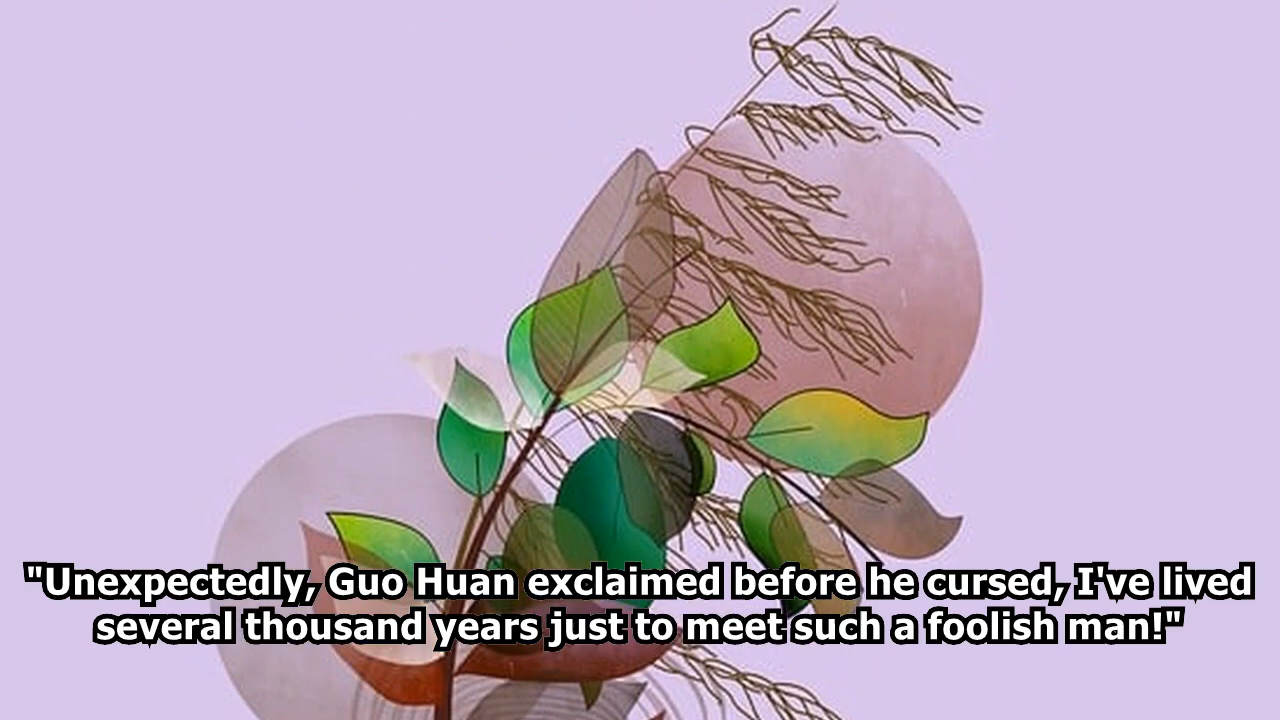 "Unexpectedly, Guo Huan exclaimed before he cursed, I've lived
several thousand years just to meet such a foolish man!"